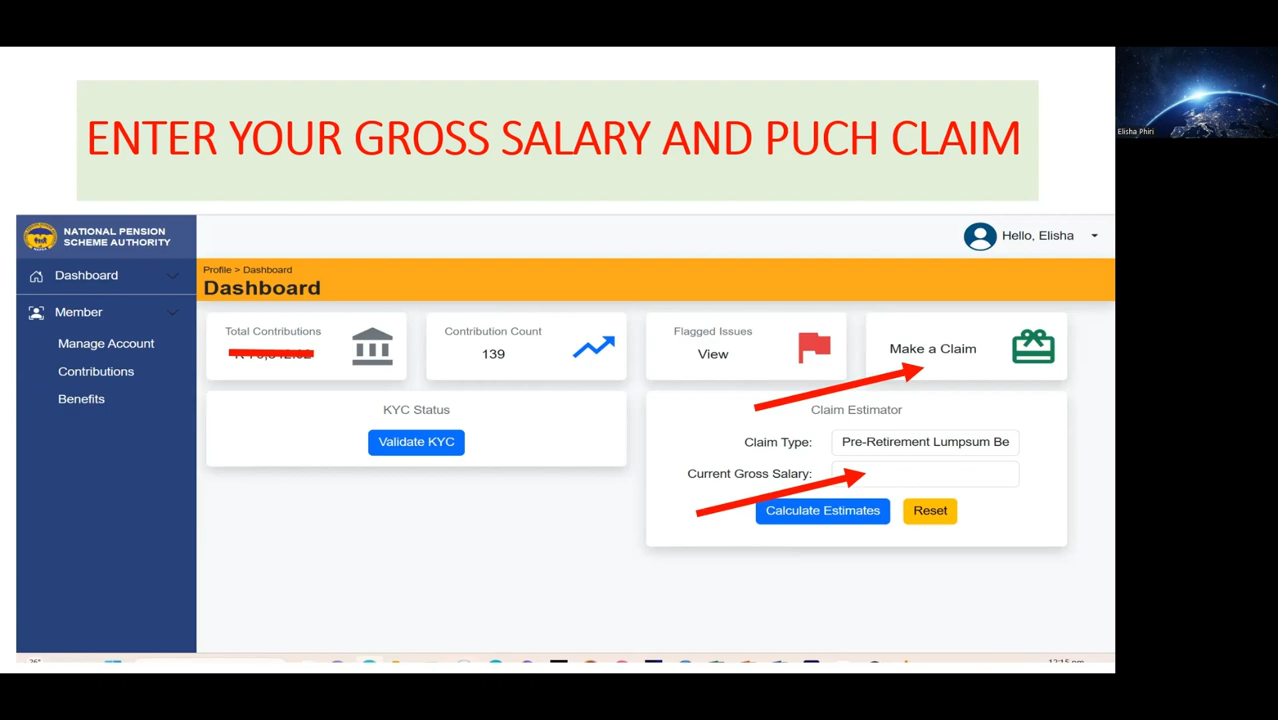 ENTER YOUR GROSS SALARY AND PUCH CLAIM
Elisha Phiri
NATIONAL PENSION
SCHEME AUTHORITY
Hello, Elisha
Dashboard
Member
Manage Account
Contributions
Benefits
Profile > Dashboard
Dashboard
Total Contributions
Contribution Count
139
Flagged Issues
View
Make a Claim
KYC Status
Validate KYC
Claim Estimator
Claim Type:
Pre-Retirement Lumpsum Be
Current Gross Salary:
Calculate Estimates
Reset